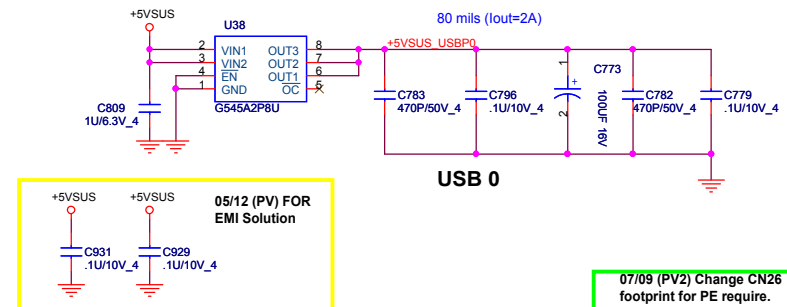 +5VSUS
U38
80 mils (Iout=2A)
+5VSUS_USBP0
2 VIN1 OUT3 8
3 VIN2 OUT2 7
4 EN OUT1 6
1 GND OC 5
G545A2P8U
C809
1U/6.3V_4
C783
470P/50V_4
C796
.1U/10V_4
1
+
2
C773
100UF 16V
C782
470P/50V_4
C779
.1U/10V_4
USB 0
+5VSUS +5VSUS
05/12 (PV) FOR
EMI Solution
C931
.1U/10V_4
C929
.1U/10V_4
07/09 (PV2) Change CN26
footprint for PE require.